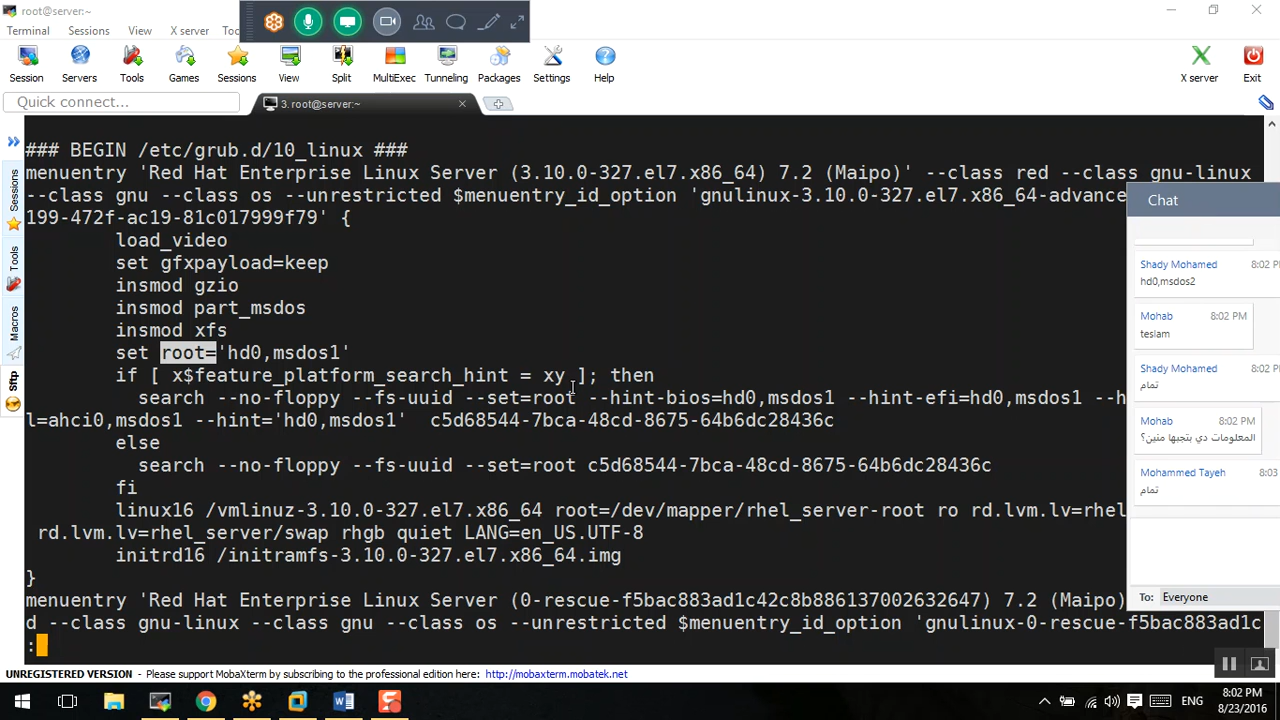 root@server:~
Terminal Sessions View X server To
Session Servers Tools Games Sessions View Split MultiExec Tunneling Packages Settings Help X server Exit
Quick connect...
3. root@server:~
Sessions
Tools
Macros
Sftp
### BEGIN /etc/grub.d/10_linux ###
menuentry 'Red Hat Enterprise Linux Server (3.10.0-327.el7.x86_64) 7.2 (Maipo)' --class red --class gnu-linux
--class gnu --class os --unrestricted $menuentry_id_option 'gnulinux-3.10.0-327.el7.x86_64-advance
199-472f-ac19-81c017999f79' {
load_video
set gfxpayload=keep
insmod gzio
insmod part_msdos
insmod xfs
set root='hd0,msdos1'
if [ x$feature_platform_search_hint = xy ]; then
search --no-floppy --fs-uuid --set=root --hint-bios=hd0,msdos1 --hint-efi=hd0,msdos1 --h
l=ahci0,msdos1 --hint='hd0,msdos1' c5d68544-7bca-48cd-8675-64b6dc28436c
else
search --no-floppy --fs-uuid --set=root c5d68544-7bca-48cd-8675-64b6dc28436c
fi
linux16 /vmlinuz-3.10.0-327.el7.x86_64 root=/dev/mapper/rhel_server-root ro rd.lvm.lv=rhel
rd.lvm.lv=rhel_server/swap rhgb quiet LANG=en_US.UTF-8
initrd16 /initramfs-3.10.0-327.el7.x86_64.img
}
menuentry 'Red Hat Enterprise Linux Server (0-rescue-f5bac883ad1c42c8b886137002632647) 7.2 (Maipo)
d --class gnu-linux --class gnu --class os --unrestricted $menuentry_id_option 'gnulinux-0-rescue-f5bac883ad1c
:
Chat
Shady Mohamed 8:02 P
hd0,msdos2
Mohab 8:02 PM
teslam
Shady Mohamed 8:02 P
تمام
Mohab 8:02 PM
المعلومات دي بتجبها منين؟
Mohammed Tayeh 8:03
تمام
To: Everyone
UNREGISTERED VERSION - Please support MobaXterm by subscribing to the professional edition here: http://mobaxterm.mobatek.net
ENG
8:02 PM
8/23/2016